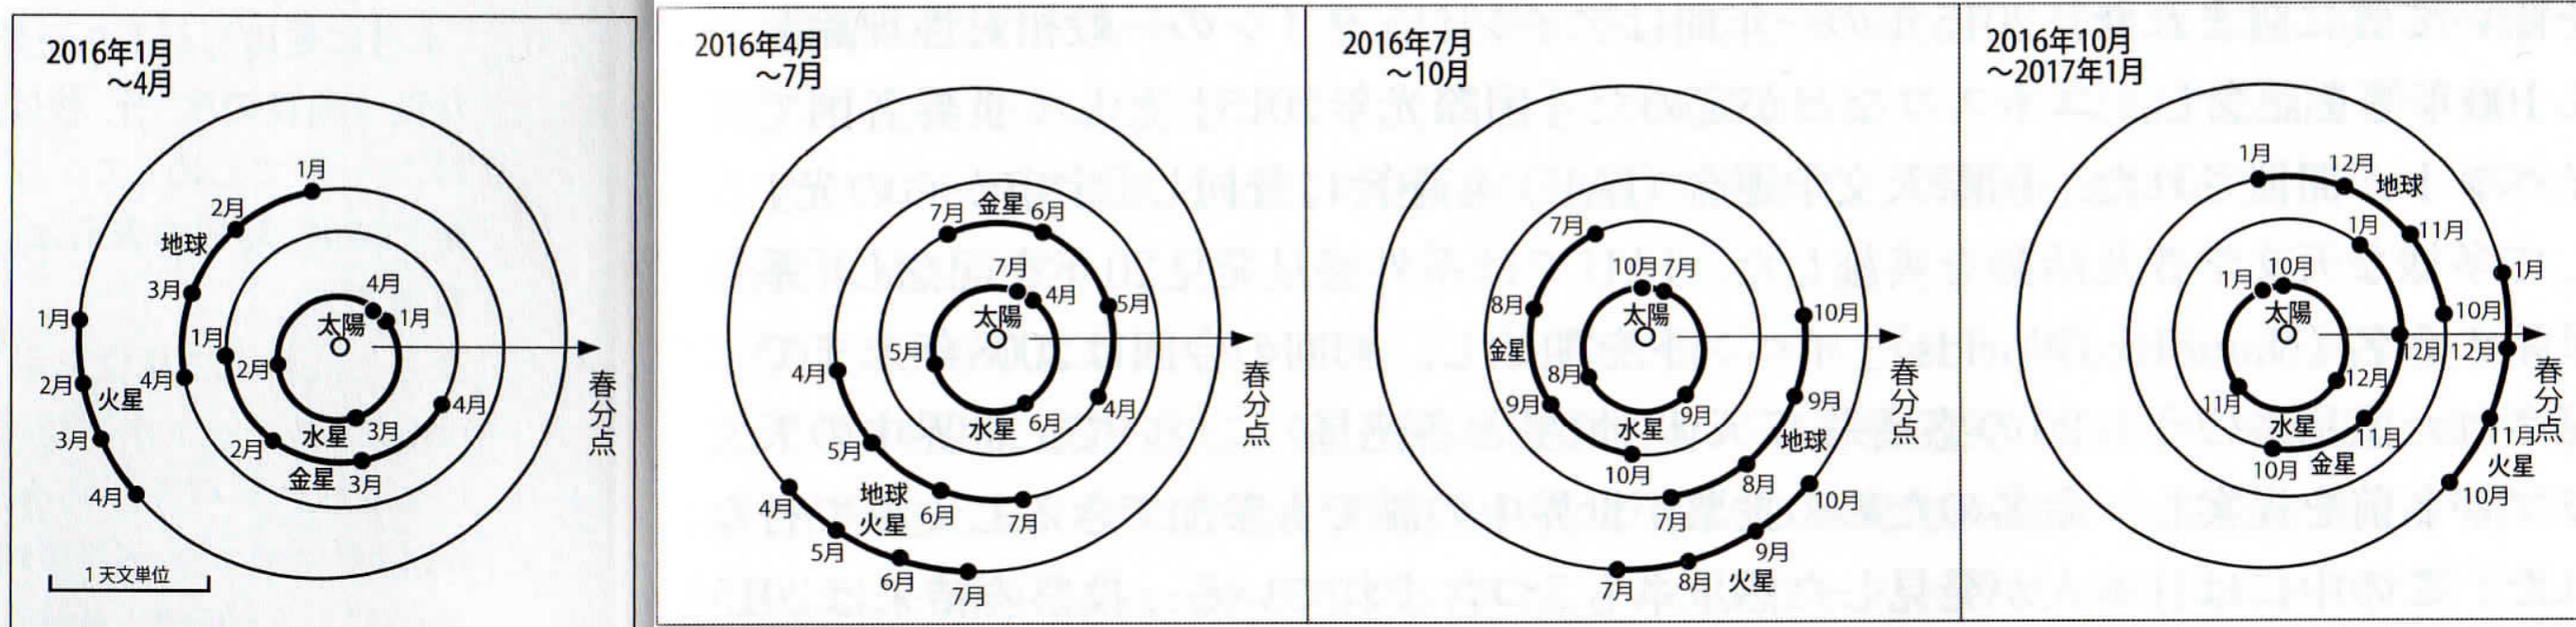 2016年1月
～4月
1月
2月
地球
3月
4月
1月
2月
火星
3月
4月
1月
2月
金星
3月
4月
4月
1月
太陽
2月
水星
3月
春分点
1天文単位
2016年4月
～7月
7月
金星
6月
5月
4月
7月
4月
太陽
5月
水星
6月
4月
5月
地球
6月
7月
4月
火星
5月
6月
7月
春分点
2016年7月
～10月
7月
8月
金星
9月
10月
10月
7月
太陽
8月
水星
9月
10月
9月
地球
8月
7月
10月
9月
火星
8月
7月
春分点
2016年10月
～2017年1月
1月
12月
地球
11月
10月
1月
12月
11月
金星
10月
1月
10月
太陽
12月
11月
水星
1月
12月
11月
火星
10月
春分点